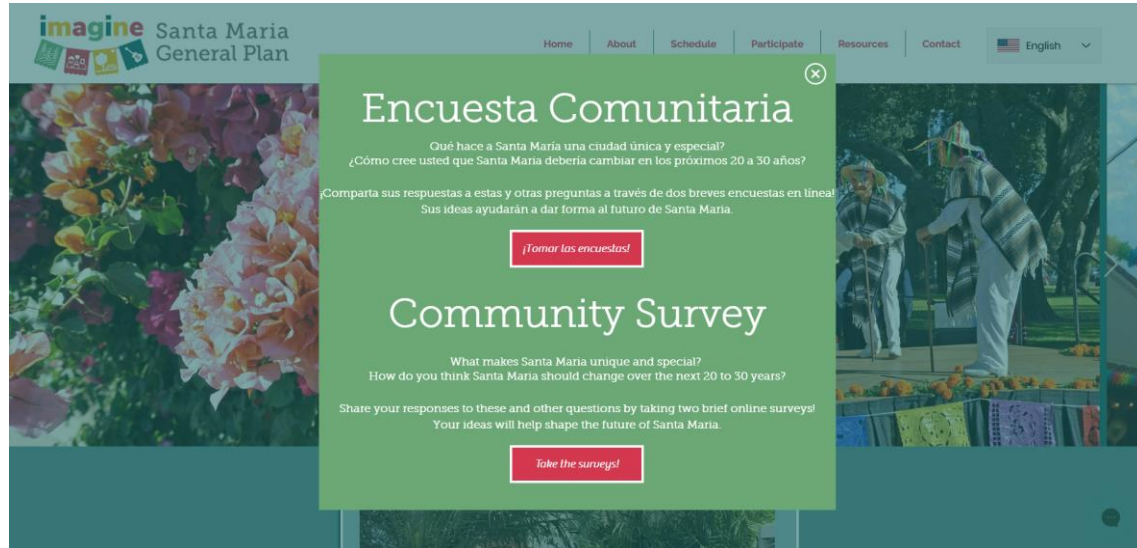 imagine Santa Maria
General Plan
Home
About
Schedule
Participate
Resources
Contact
English
Encuesta Comunitaria
Qué hace a Santa María una ciudad única y especial?
¿Cómo cree usted que Santa Maria debería cambiar en los próximos 20 a 30 años?
¡Comparta sus respuestas a estas y otras preguntas a través de dos breves encuestas en línea!
Sus ideas ayudarán a dar forma al futuro de Santa Maria.
¡Tomar las encuestas!
Community Survey
What makes Santa Maria unique and special?
How do you think Santa Maria should change over the next 20 to 30 years?
Share your responses to these and other questions by taking two brief online surveys!
Your ideas will help shape the future of Santa Maria.
Take the surveys!